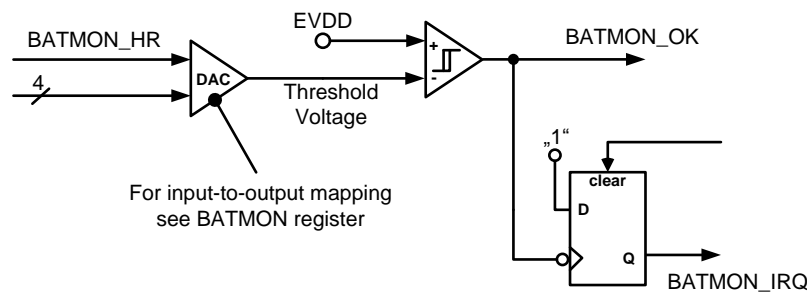 EVDD
BATMON_HR
BATMON_OK
+
DAC
4
-
Threshold
Voltage
„1“
clear
For input-to-output mapping
see BATMON register
D
Q
BATMON_IRQ